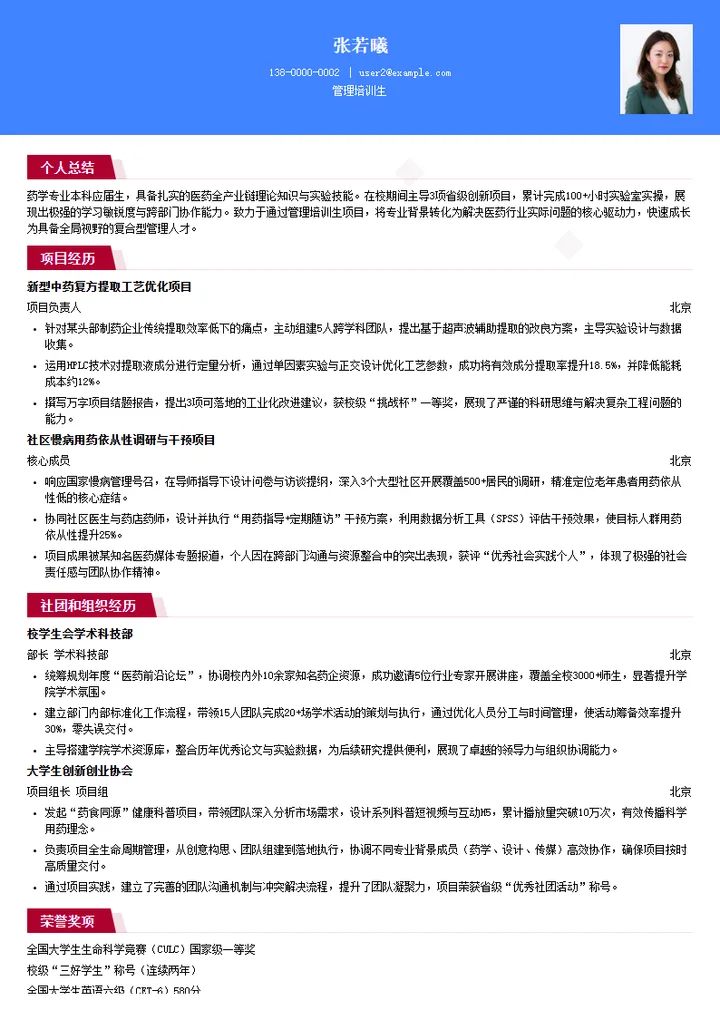 张若曦
138-0000-0002 | user2@example.com
管理培训生
个人总结
药学专业本科应届生，具备扎实的医药全产业链理论知识与实验技能。在校期间主导3项省级创新项目，累计完成100+小时实验室实操，展
现出极强的学习敏锐度与跨部门协作能力。致力于通过管理培训生项目，将专业背景转化为解决医药行业实际问题的核心驱动力，快速成长
为具备全局视野的复合型管理人才。
项目经历
新型中药复方提取工艺优化项目
项目负责人 北京
• 针对某头部制药企业传统提取效率低下的痛点，主动组建5人跨学科团队，提出基于超声波辅助提取的改良方案，主导实验设计与数据
收集。
• 运用HPLC技术对提取液成分进行定量分析，通过单因素实验与正交设计优化工艺参数，成功将有效成分提取率提升18.5%，并降低能耗
成本约12%。
• 撰写万字项目结题报告，提出3项可落地的工业化改进建议，获校级“挑战杯”一等奖，展现了严谨的科研思维与解决复杂工程问题的
能力。
社区慢病用药依从性调研与干预项目
核心成员 北京
• 响应国家慢病管理号召，在导师指导下设计问卷与访谈提纲，深入3个大型社区开展覆盖500+居民的调研，精准定位老年患者用药依从
性低的核心症结。
• 协同社区医生与药店药师，设计并执行“用药指导+定期随访”干预方案，利用数据分析工具（SPSS）评估干预效果，使目标人群用药
依从性提升25%。
• 项目成果被某知名医药媒体专题报道，个人因在跨部门沟通与资源整合中的突出表现，获评“优秀社会实践个人”，体现了极强的社会
责任感与团队协作精神。
社团和组织经历
校学生会学术科技部
部长 学术科技部 北京
• 统筹规划年度“医药前沿论坛”，协调校内外10余家知名药企资源，成功邀请5位行业专家开展讲座，覆盖全校3000+师生，显著提升学
院学术氛围。
• 建立部门内部标准化工作流程，带领15人团队完成20+场学术活动的策划与执行，通过优化人员分工与时间管理，使活动筹备效率提升
30%，零失误交付。
• 主导搭建学院学术资源库，整合历年优秀论文与实验数据，为后续研究提供便利，展现了卓越的领导力与组织协调能力。
大学生创新创业协会
项目组长 项目组 北京
• 发起“药食同源”健康科普项目，带领团队深入分析市场需求，设计系列科普短视频与互动H5，累计播放量突破10万次，有效传播科学
用药理念。
• 负责项目全生命周期管理，从创意构思、团队组建到落地执行，协调不同专业背景成员（药学、设计、传媒）高效协作，确保项目按时
高质量交付。
• 通过项目实践，建立了完善的团队沟通机制与冲突解决流程，提升了团队凝聚力，项目荣获省级“优秀社团活动”称号。
荣誉奖项
全国大学生生命科学竞赛（CULC）国家级一等奖
校级“三好学生”称号（连续两年）
全国大学生英语六级（CET-6）580分